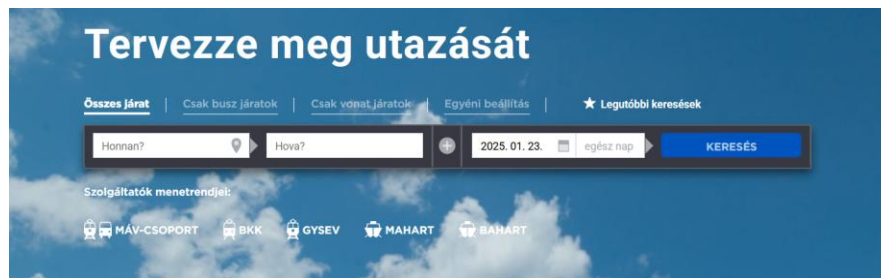 Tervezze meg utazását
Összes járat | Csak busz járatok | Csak vonat járatok | Egyéni beállítás | ★ Legutóbbi keresések
Honnan? Hova? 2025. 01. 23. egész nap KERESÉS
Szolgáltatók menetrendjei:
MÁV-CSOPORT BKK GYSEV MAHART BAHART